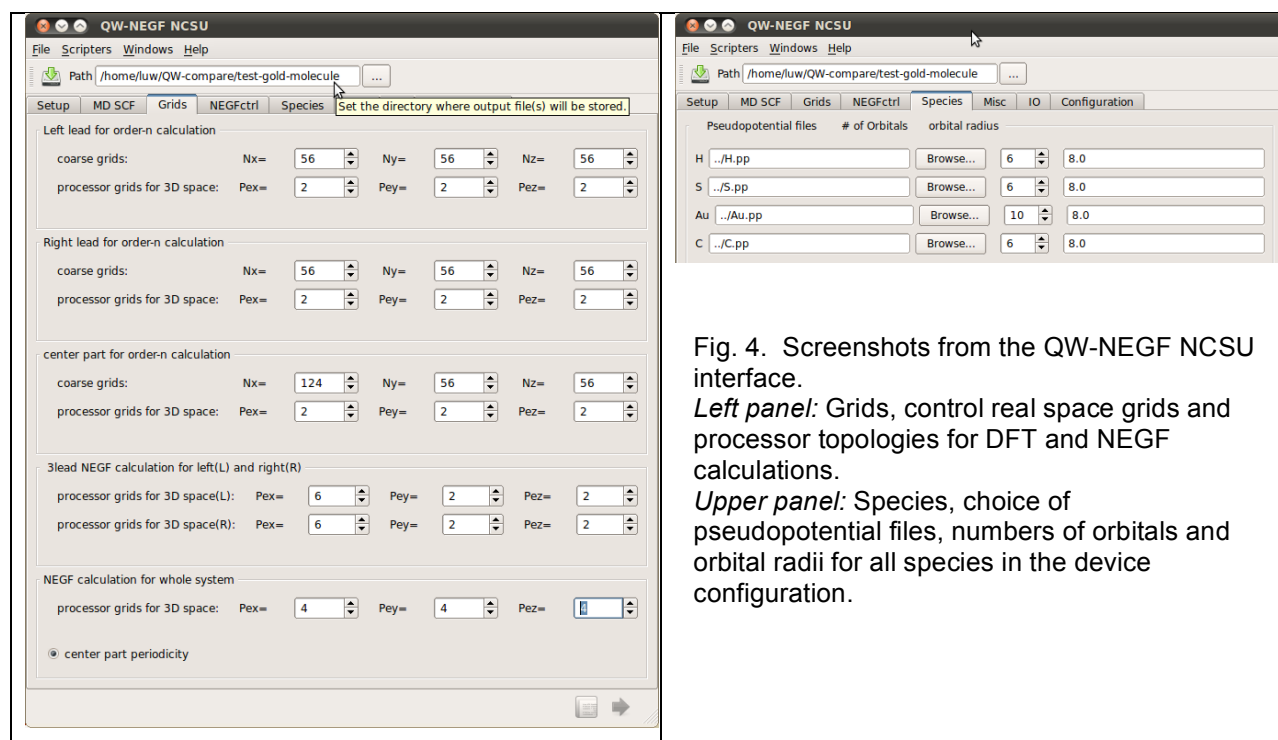 QW-NEGF NCSU
File Scripters Windows Help
Path /home/luw/QW-compare/test-gold-molecule ...
Setup MD SCF Grids NEGFctrl Species
Set the directory where output file(s) will be stored.
Left lead for order-n calculation
coarse grids: Nx= 56 Ny= 56 Nz= 56
processor grids for 3D space: Pex= 2 Pey= 2 Pez= 2
Right lead for order-n calculation
coarse grids: Nx= 56 Ny= 56 Nz= 56
processor grids for 3D space: Pex= 2 Pey= 2 Pez= 2
center part for order-n calculation
coarse grids: Nx= 124 Ny= 56 Nz= 56
processor grids for 3D space: Pex= 2 Pey= 2 Pez= 2
3lead NEGF calculation for left(L) and right(R)
processor grids for 3D space(L): Pex= 6 Pey= 2 Pez= 2
processor grids for 3D space(R): Pex= 6 Pey= 2 Pez= 2
NEGF calculation for whole system
processor grids for 3D space: Pex= 4 Pey= 4 Pez= 4
center part periodicity
QW-NEGF NCSU
File Scripters Windows Help
Path /home/luw/QW-compare/test-gold-molecule ...
Setup MD SCF Grids NEGFctrl Species Misc IO Configuration
Pseudopotential files # of Orbitals orbital radius
H ../H.pp Browse... 6 8.0
S ../S.pp Browse... 6 8.0
Au ../Au.pp Browse... 10 8.0
C ../C.pp Browse... 6 8.0
Fig. 4. Screenshots from the QW-NEGF NCSU
interface.
Left panel: Grids, control real space grids and
processor topologies for DFT and NEGF
calculations.
Upper panel: Species, choice of
pseudopotential files, numbers of orbitals and
orbital radii for all species in the device
configuration.